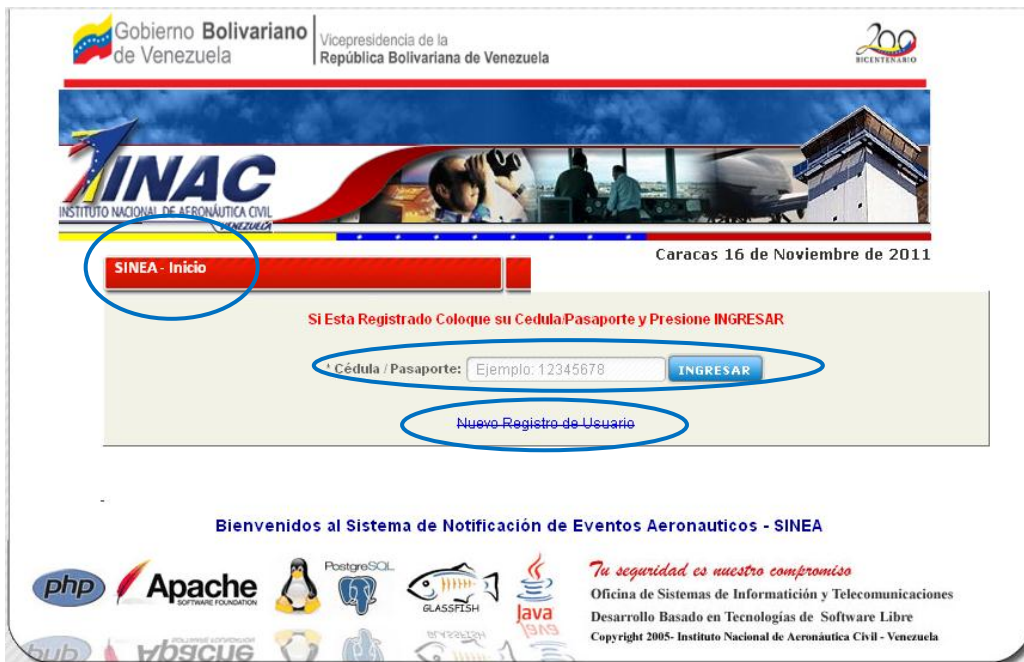 Gobierno Bolivariano
de Venezuela
Vicepresidencia de la
República Bolivariana de Venezuela
200
BICENTENARIO
INAC
INSTITUTO NACIONAL DE AERONÁUTICA CIVIL
VENEZUELA
Caracas 16 de Noviembre de 2011
SINEA - Inicio
Si Esta Registrado Coloque su Cedula/Pasaporte y Presione INGRESAR
* Cédula / Pasaporte: Ejemplo: 12345678 INGRESAR
Nuevo Registro de Usuario
Bienvenidos al Sistema de Notificación de Eventos Aeronauticos - SINEA
php
Apache
SOFTWARE FOUNDATION
PostgreSQL
GLASSFISH
Java
Tu seguridad es nuestro compromiso
Oficina de Sistemas de Informatición y Telecomunicaciones
Desarrollo Basado en Tecnologías de Software Libre
Copyright 2005- Instituto Nacional de Aeronáutica Civil - Venezuela